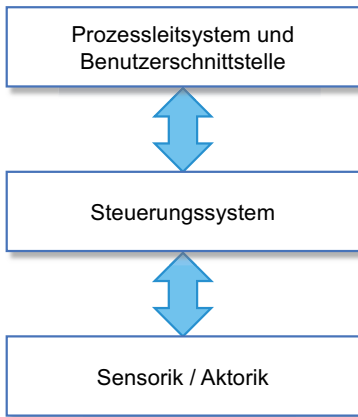 Prozessleitsystem und
Benutzerschnittstelle
Steuerungssystem
Sensorik / Aktorik